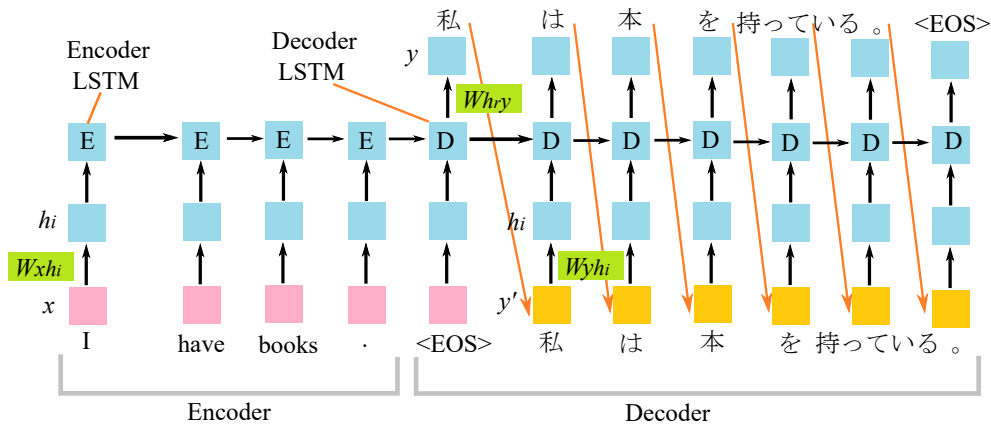 私 は 本 を 持っている 。 <EOS>
Encoder
LSTM
Decoder
LSTM
y
Whry
E E E E D D D D D D D
hi hi
Wxhi Wyhi
x y'
I have books . <EOS> 私 は 本 を 持っている 。
Encoder Decoder